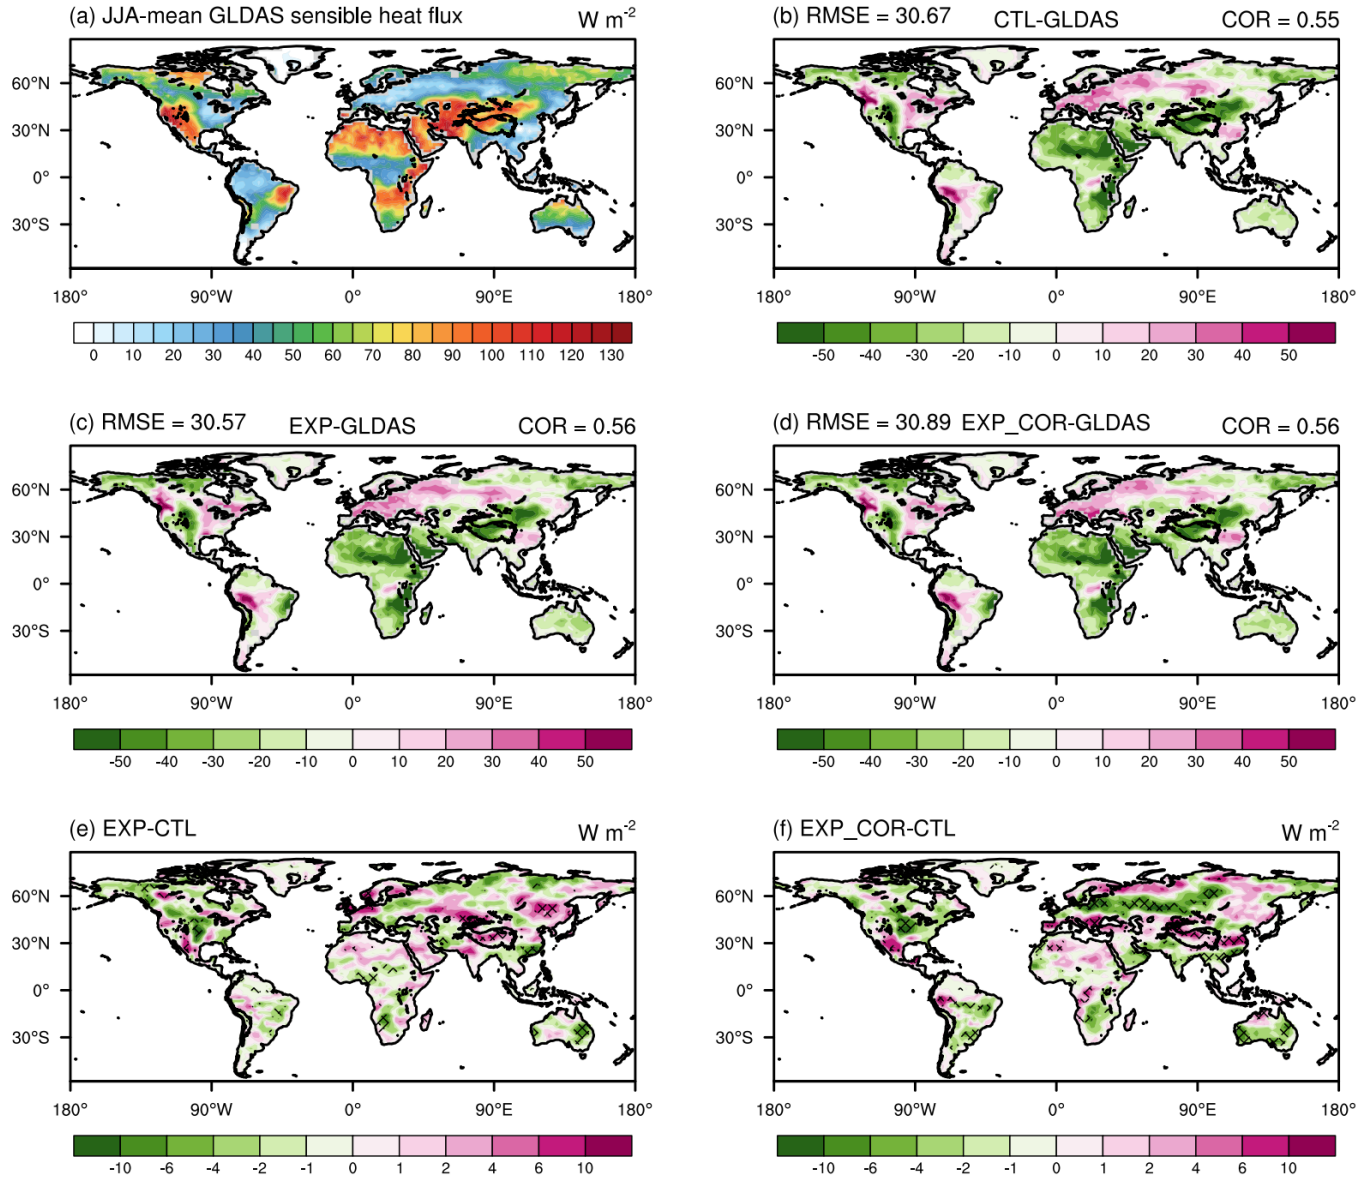 (a) JJA-mean GLDAS sensible heat flux W m-2
(b) RMSE = 30.67 CTL-GLDAS COR = 0.55
60°N 60°N
30°N 30°N
0° 0°
30°S 30°S
180° 90°W 0° 90°E 180° 180° 90°W 0° 90°E 180°
0 10 20 30 40 50 60 70 80 90 100 110 120 130
-50 -40 -30 -20 -10 0 10 20 30 40 50
(c) RMSE = 30.57 EXP-GLDAS COR = 0.56
(d) RMSE = 30.89 EXP_COR-GLDAS COR = 0.56
60°N 60°N
30°N 30°N
0° 0°
30°S 30°S
180° 90°W 0° 90°E 180° 180° 90°W 0° 90°E 180°
-50 -40 -30 -20 -10 0 10 20 30 40 50
-50 -40 -30 -20 -10 0 10 20 30 40 50
(e) EXP-CTL W m-2
(f) EXP_COR-CTL W m-2
60°N 60°N
30°N 30°N
0° 0°
30°S 30°S
180° 90°W 0° 90°E 180° 180° 90°W 0° 90°E 180°
-10 -6 -4 -2 -1 0 1 2 4 6 10
-10 -6 -4 -2 -1 0 1 2 4 6 10